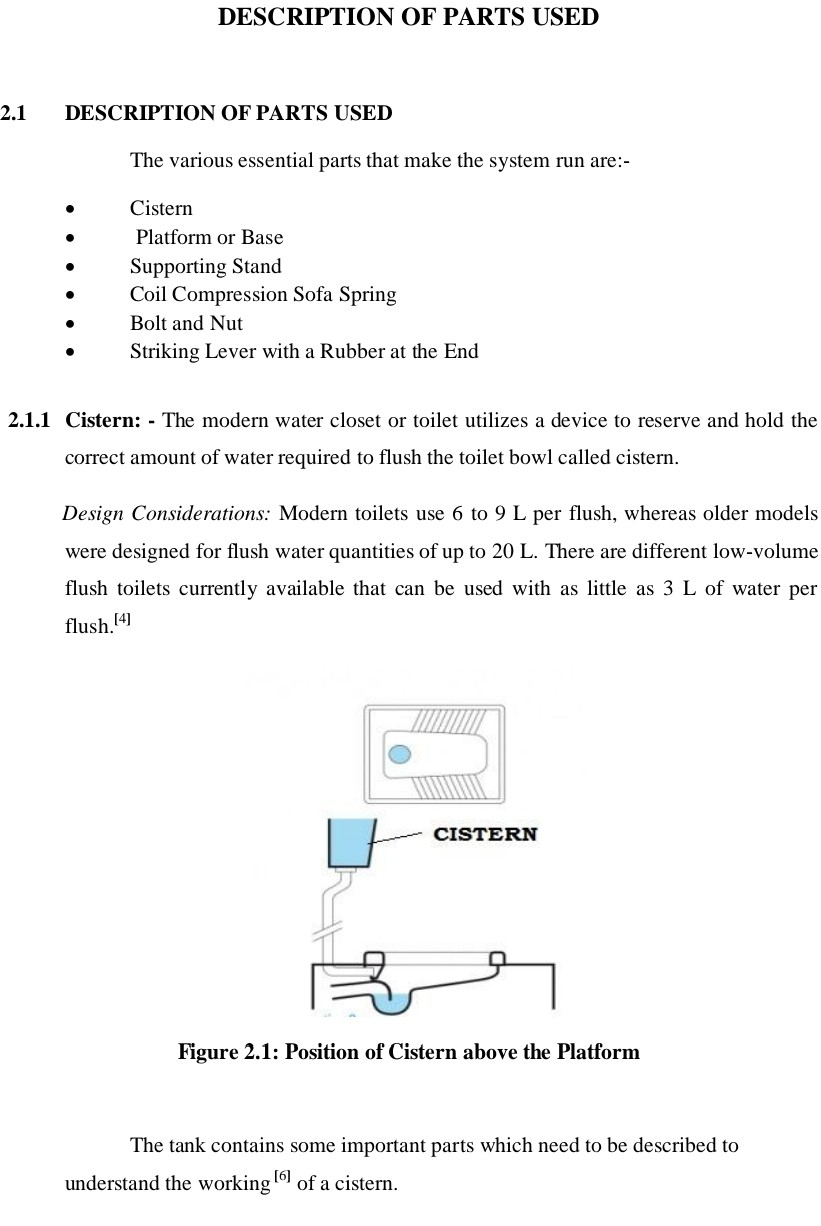 DESCRIPTION OF PARTS USED
2.1 DESCRIPTION OF PARTS USED
The various essential parts that make the system run are:-
• Cistern
• Platform or Base
• Supporting Stand
• Coil Compression Sofa Spring
• Bolt and Nut
• Striking Lever with a Rubber at the End
2.1.1 Cistern: - The modern water closet or toilet utilizes a device to reserve and hold the
correct amount of water required to flush the toilet bowl called cistern.
Design Considerations: Modern toilets use 6 to 9 L per flush, whereas older models
were designed for flush water quantities of up to 20 L. There are different low-volume
flush toilets currently available that can be used with as little as 3 L of water per
flush.[4]
CISTERN
Figure 2.1: Position of Cistern above the Platform
The tank contains some important parts which need to be described to
understand the working [6] of a cistern.